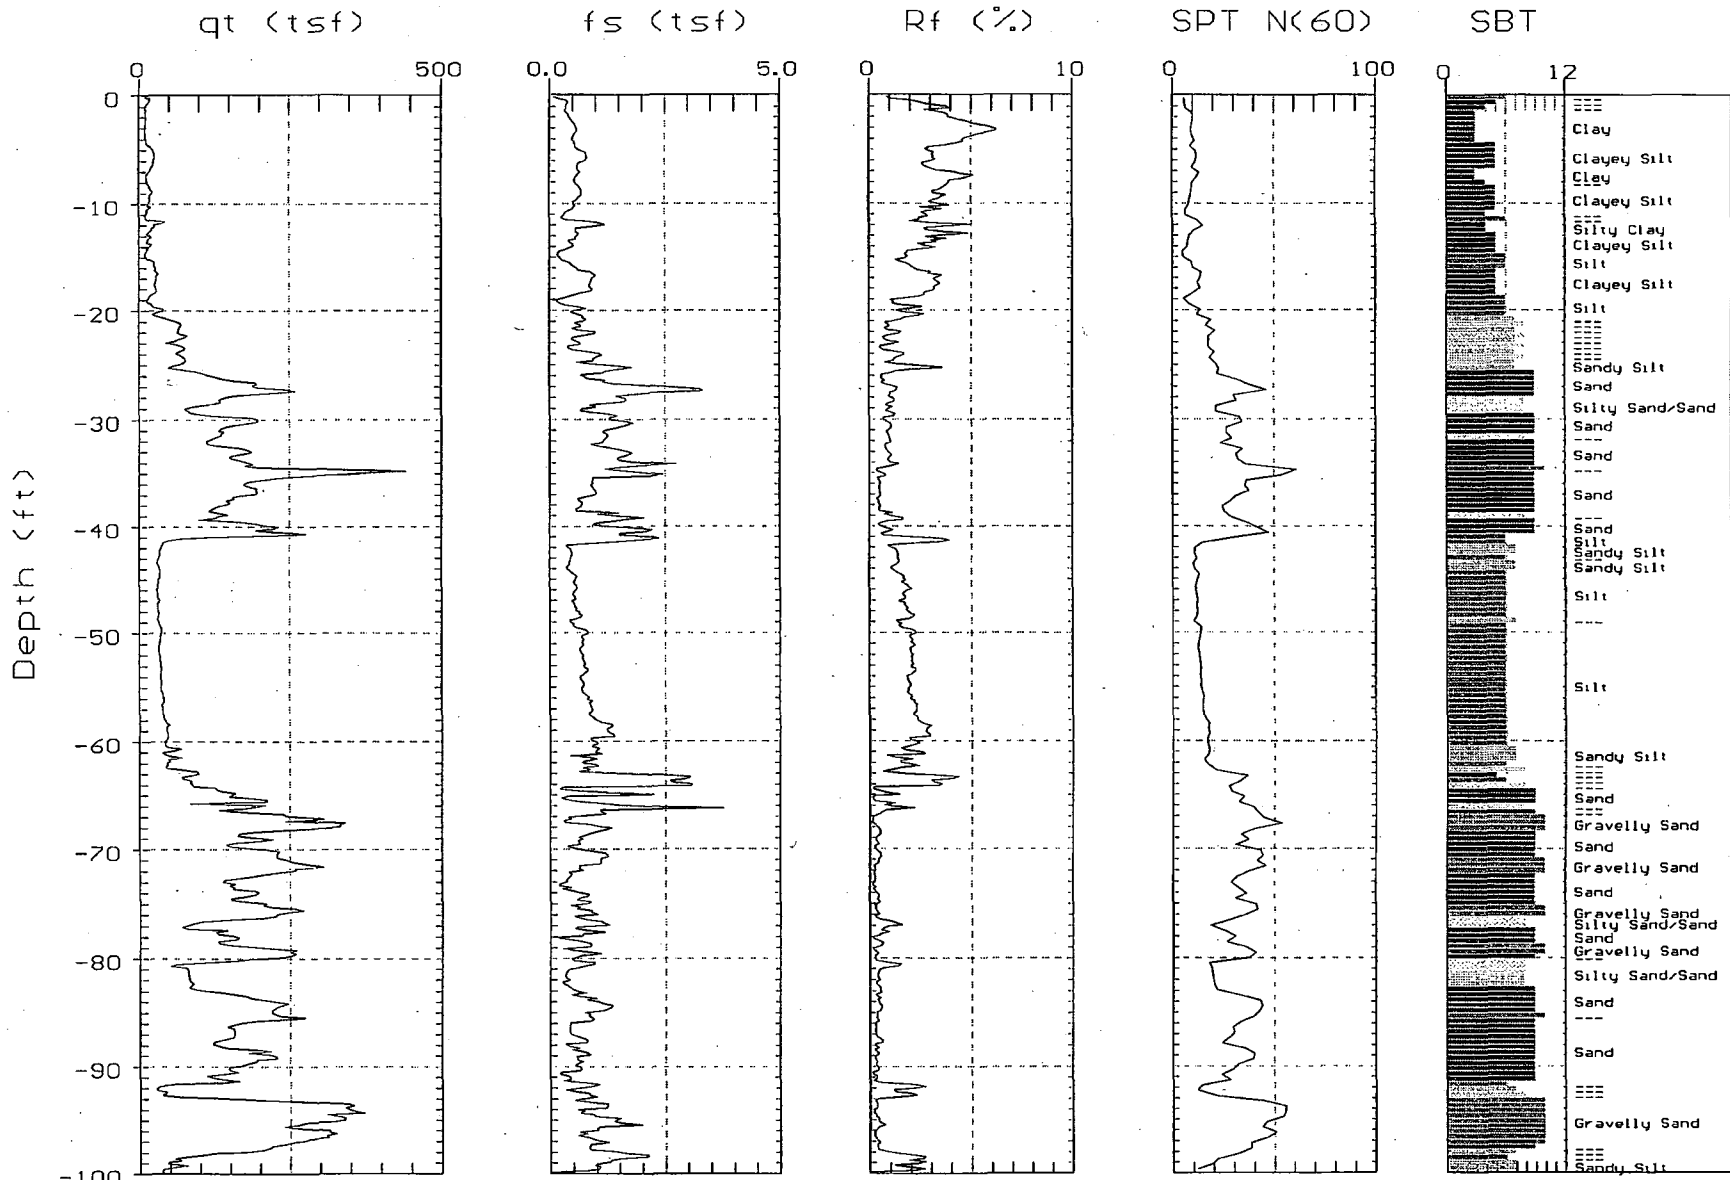 qt (tsf) fs (tsf) Rf (%) SPT N(60) SBT
0 500 0.0 5.0 0 10 0 100 0 12
Depth (ft)
0
-10
-20
-30
-40
-50
-60
-70
-80
-90
-100
---
---
Clay
Clayey Silt
Clay
---
Clayey Silt
---
Silty Clay
Clayey Silt
Silt
Clayey Silt
Silt
---
---
---
---
---
---
Sandy Silt
Sand
Silty Sand/Sand
Sand
---
Sand
---
Sand
---
Sand
Silt
Sandy Silt
---
Sandy Silt
Silt
---
Silt
Sandy Silt
---
---
---
---
Sand
---
---
Gravelly Sand
Sand
Gravelly Sand
Sand
Gravelly Sand
Silty Sand/Sand
Sand
Gravelly Sand
---
Silty Sand/Sand
Sand
---
Sand
---
---
Gravelly Sand
---
---
Sandy Silt